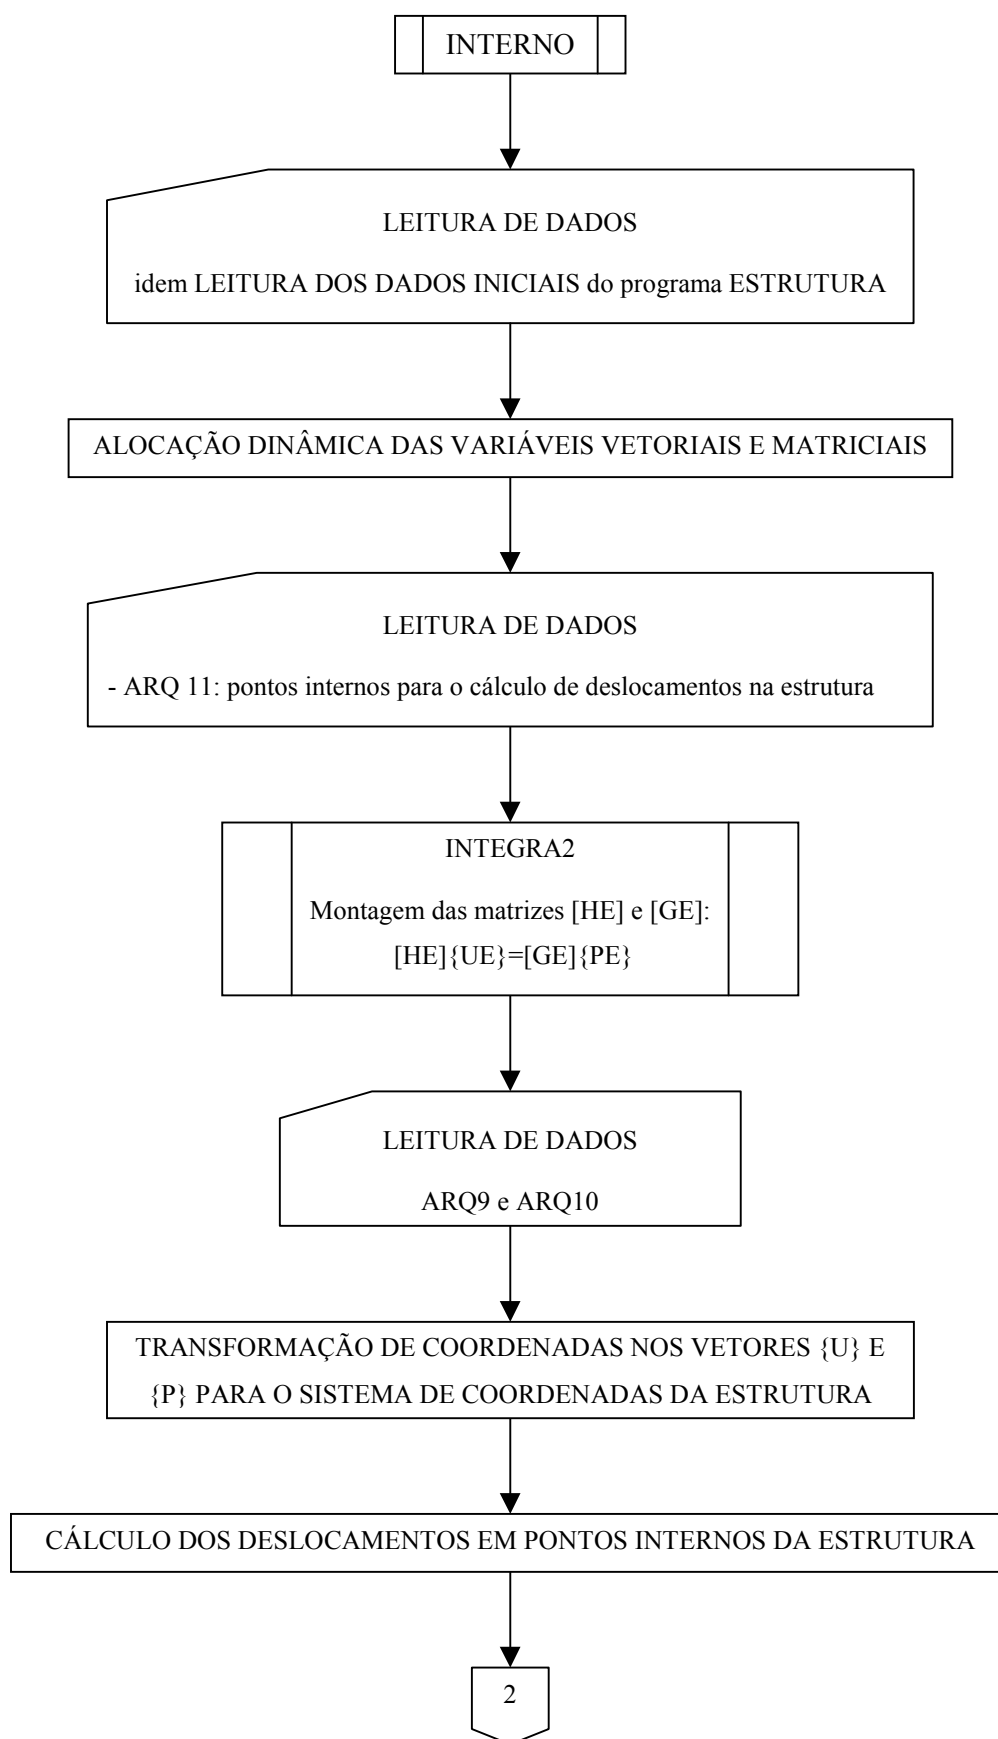 INTERNO
LEITURA DE DADOS
idem LEITURA DOS DADOS INICIAIS do programa ESTRUTURA
ALOCAÇÃO DINÂMICA DAS VARIÁVEIS VETORIAIS E MATRICIAIS
LEITURA DE DADOS
- ARQ 11: pontos internos para o cálculo de deslocamentos na estrutura
INTEGRA2
Montagem das matrizes [HE] e [GE]:
[HE]{UE}=[GE]{PE}
LEITURA DE DADOS
ARQ9 e ARQ10
TRANSFORMAÇÃO DE COORDENADAS NOS VETORES {U} E
{P} PARA O SISTEMA DE COORDENADAS DA ESTRUTURA
CÁLCULO DOS DESLOCAMENTOS EM PONTOS INTERNOS DA ESTRUTURA
2